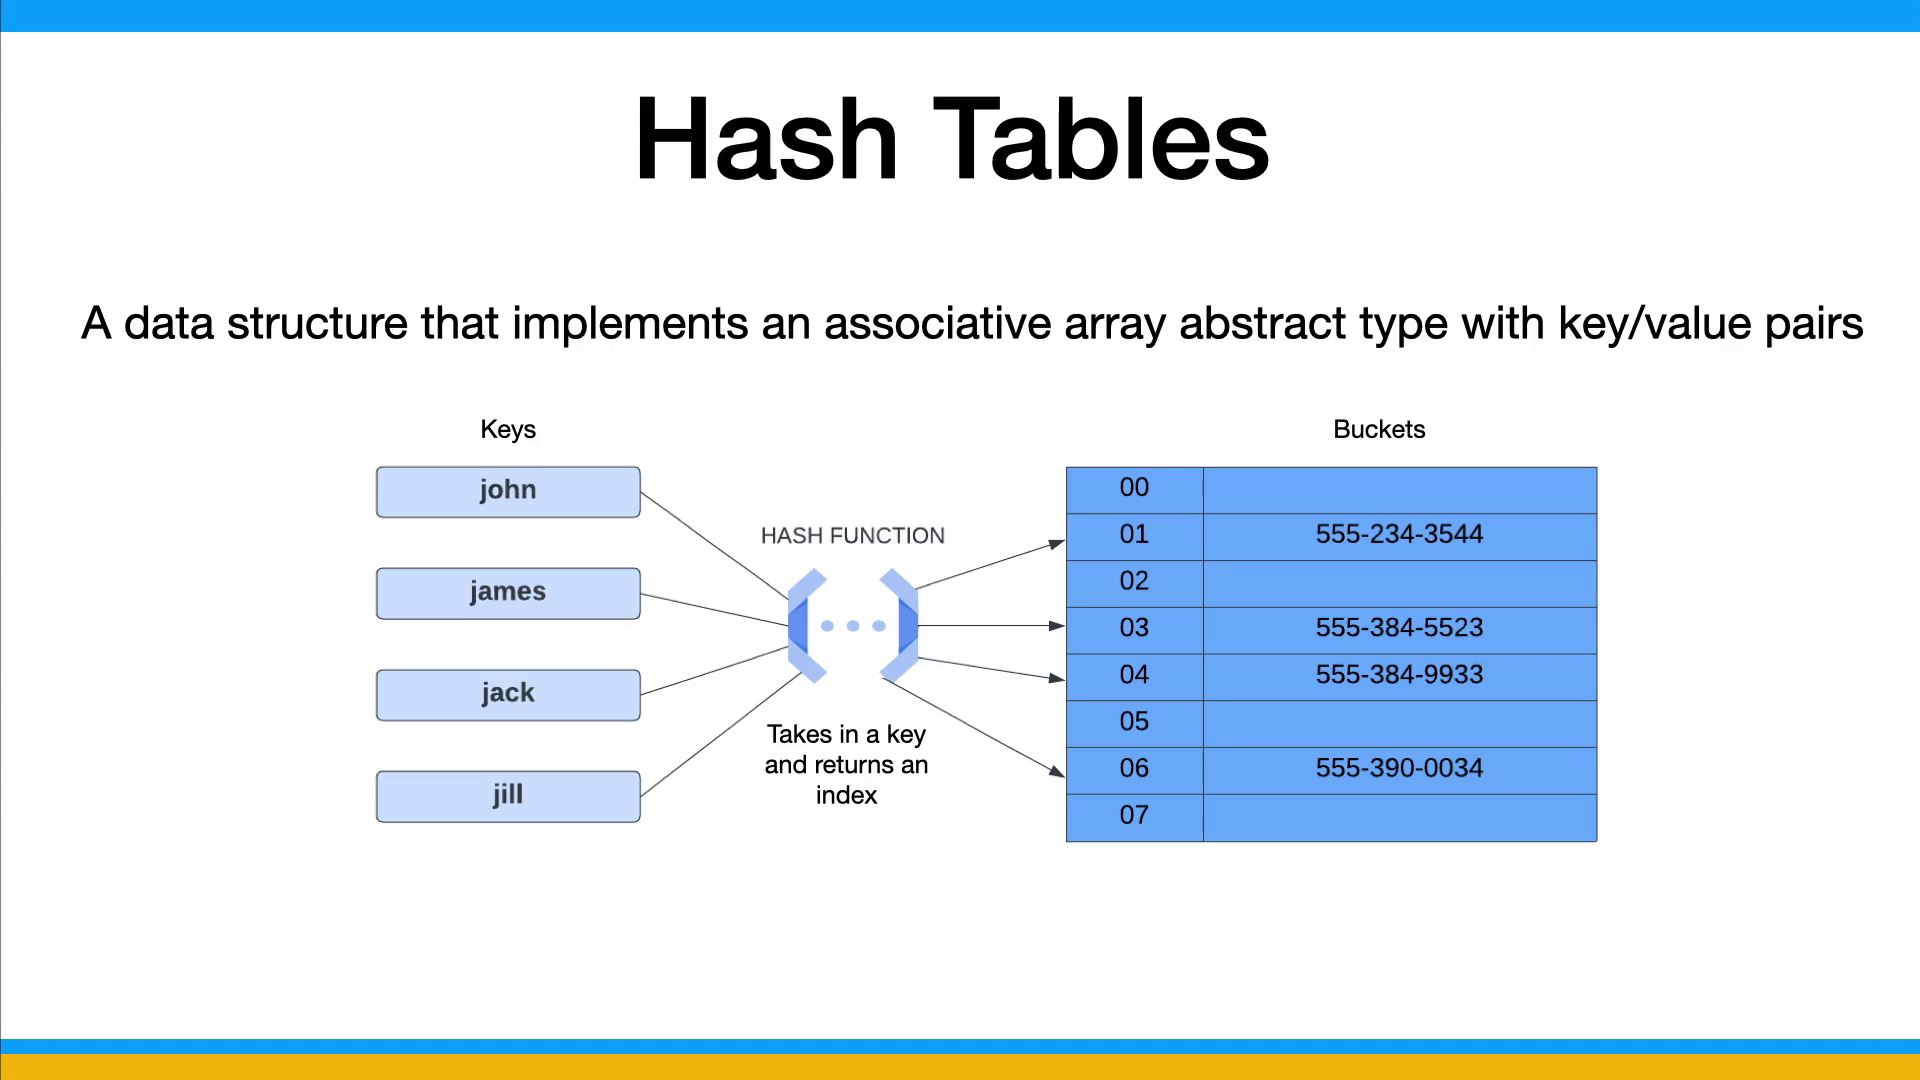 Hash Tables
A data structure that implements an associative array abstract type with key/value pairs
Keys
john
james
jack
jill
HASH FUNCTION
Takes in a key
and returns an
index
Buckets
00
01 555-234-3544
02
03 555-384-5523
04 555-384-9933
05
06 555-390-0034
07